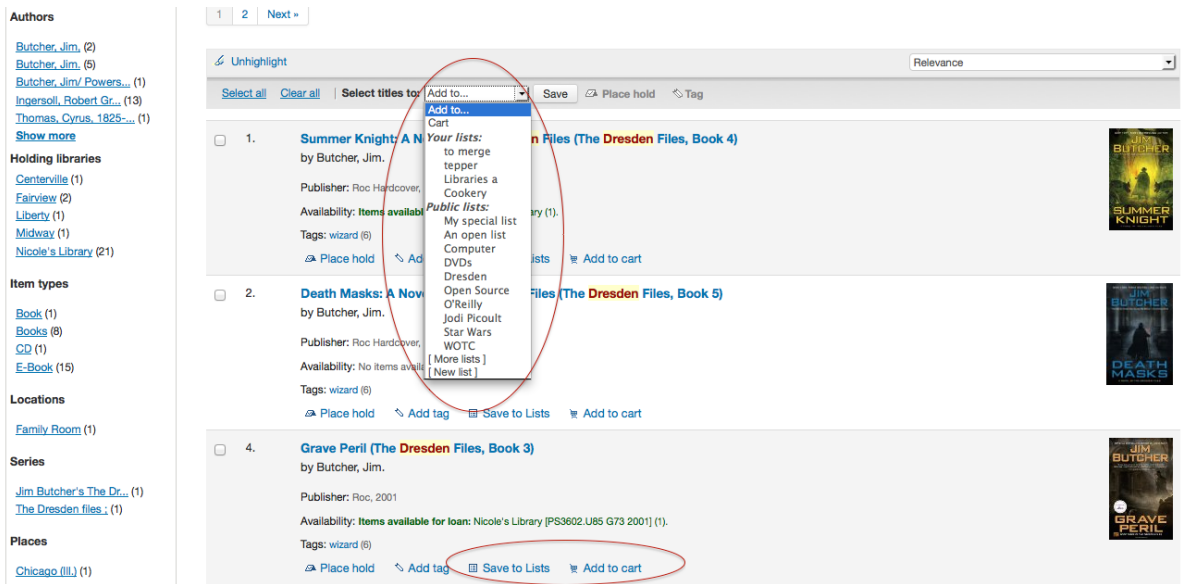 Authors
Butcher, Jim, (2)
Butcher, Jim. (5)
Butcher, Jim/ Powers... (1)
Ingersoll, Robert Gr... (13)
Thomas, Cyrus, 1825-... (1)
Show more
Holding libraries
Centerville (1)
Fairview (2)
Liberty (1)
Midway (1)
Nicole's Library (21)
Item types
Book (1)
Books (8)
CD (1)
E-Book (15)
Locations
Family Room (1)
Series
Jim Butcher's The Dr... (1)
The Dresden files ; (1)
Places
Chicago (Ill.) (1)
1 2 Next »
Unhighlight Relevance
Select all Clear all | Select titles to: Add to... Save Place hold Tag
Add to...
Cart
Your lists:
to merge
tepper
Libraries a
Cookery
Public lists:
My special list
An open list
Computer
DVDs
Dresden
Open Source
O'Reilly
Jodi Picoult
Star Wars
WOTC
[ More lists ]
[ New list ]
1. Summer Knight: A N n Files (The Dresden Files, Book 4)
by Butcher, Jim.
Publisher: Roc Hardcover,
Availability: Items availabl ary (1).
Tags: wizard (6)
Place hold Ad ists Add to cart
JIM BUTCHER
SUMMER KNIGHT
2. Death Masks: A Nove Files (The Dresden Files, Book 5)
by Butcher, Jim.
Publisher: Roc Hardcover,
Availability: No items availa
Tags: wizard (6)
Place hold Add tag Save to Lists Add to cart
JIM BUTCHER
DEATH MASKS
4. Grave Peril (The Dresden Files, Book 3)
by Butcher, Jim.
Publisher: Roc, 2001
Availability: Items available for loan: Nicole's Library [PS3602.U85 G73 2001] (1).
Tags: wizard (6)
Place hold Add tag Save to Lists Add to cart
JIM BUTCHER
GRAVE PERIL